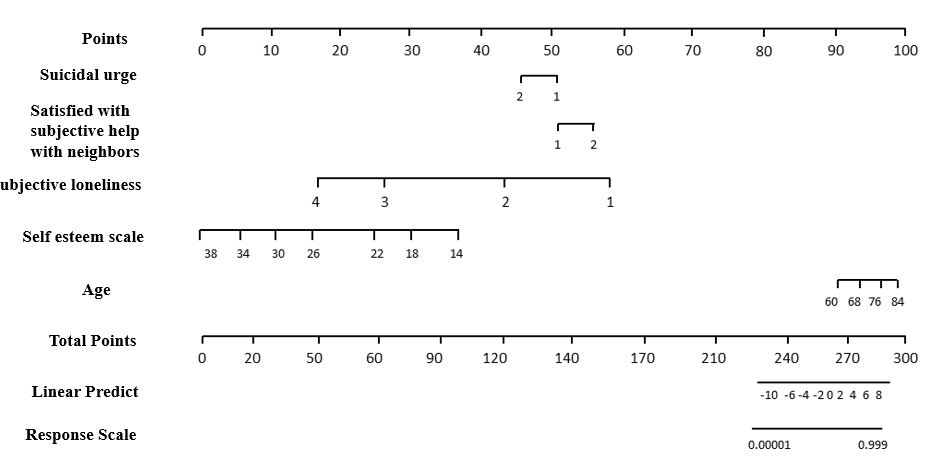 Points
0 10 20 30 40 50 60 70 80 90 100
Suicidal urge
2 1
Satisfied with
subjective help
with neighbors
1 2
ubjective loneliness
4 3 2 1
Self esteem scale
38 34 30 26 22 18 14
Age
60 68 76 84
Total Points
0 20 50 60 90 120 140 170 210 240 270 300
Linear Predict
-10 -6 -4 -2 0 2 4 6 8
Response Scale
0.00001 0.999